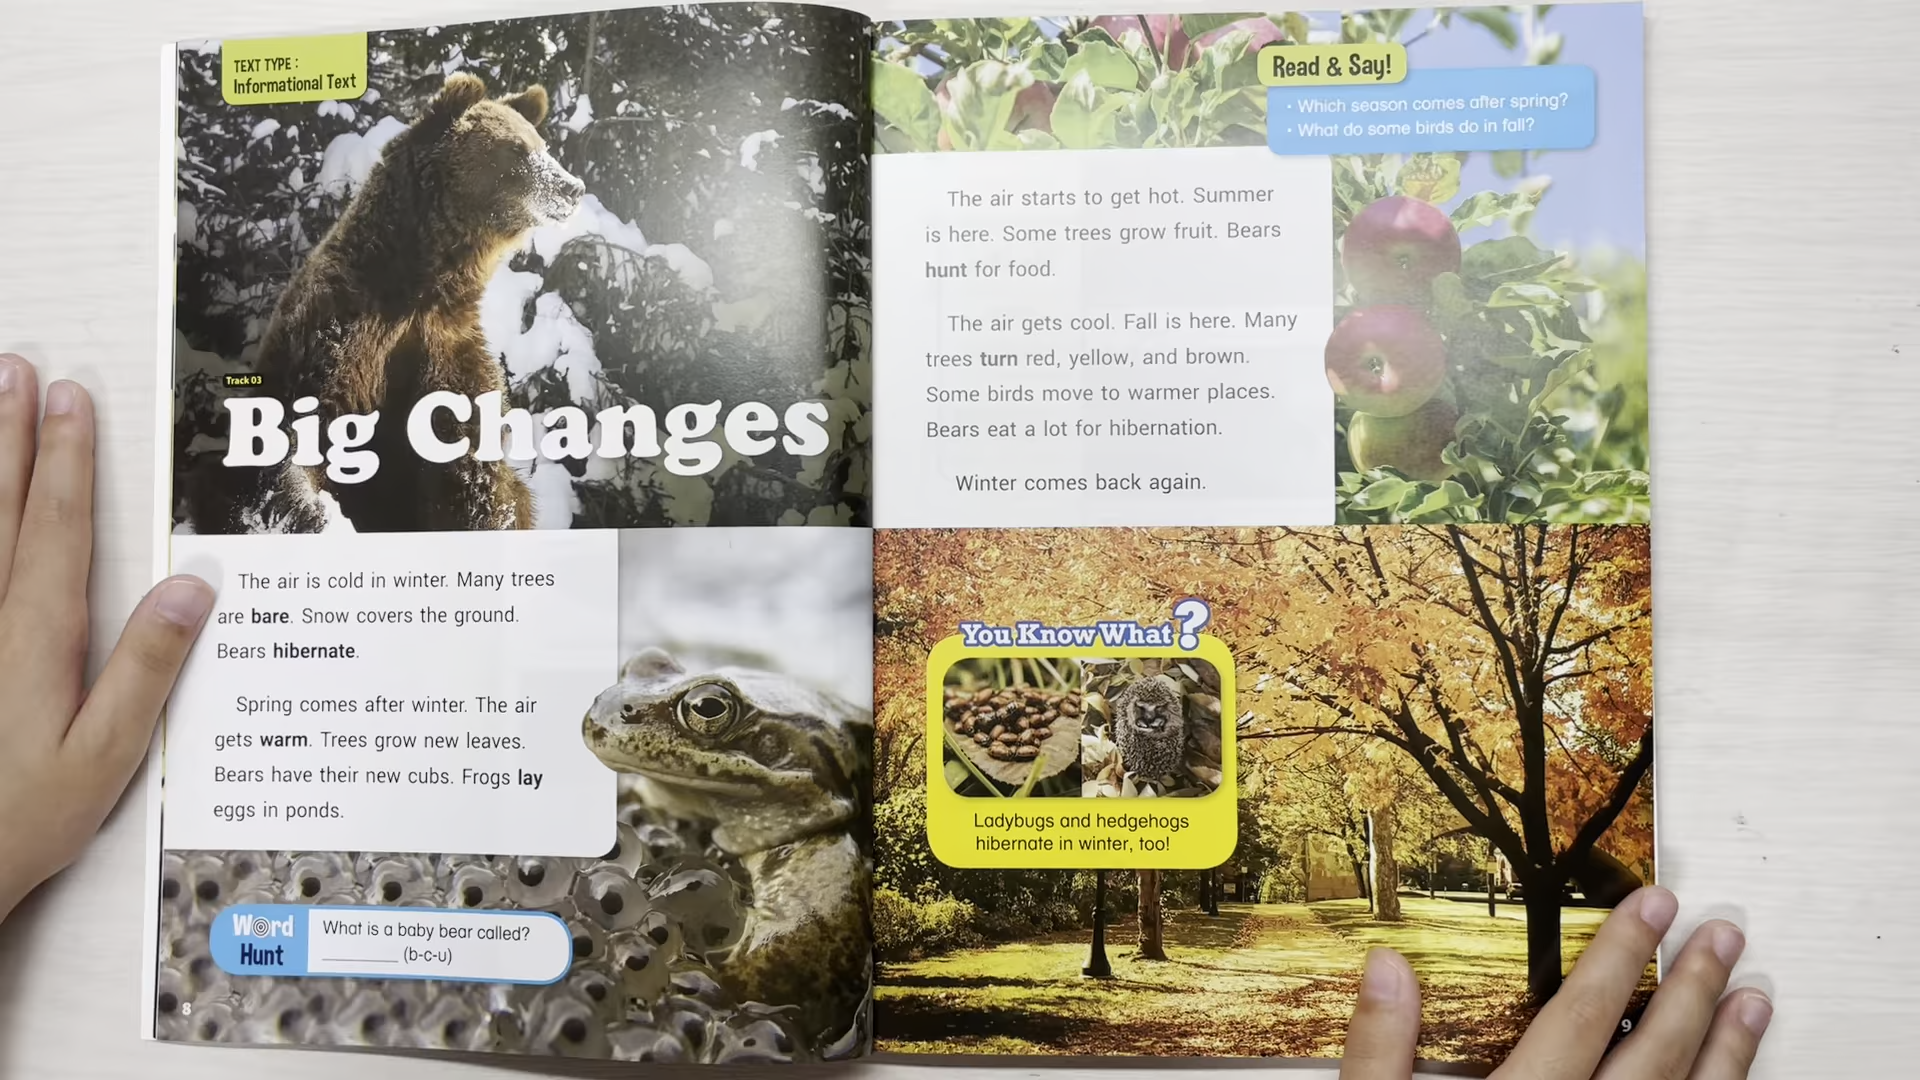 TEXT TYPE :
Informational Text
Track 03
Big Changes
The air is cold in winter. Many trees
are bare. Snow covers the ground.
Bears hibernate.
Spring comes after winter. The air
gets warm. Trees grow new leaves.
Bears have their new cubs. Frogs lay
eggs in ponds.
Word
Hunt
What is a baby bear called?
________ (b-c-u)
8
Read & Say!
• Which season comes after spring?
• What do some birds do in fall?
The air starts to get hot. Summer
is here. Some trees grow fruit. Bears
hunt for food.
The air gets cool. Fall is here. Many
trees turn red, yellow, and brown.
Some birds move to warmer places.
Bears eat a lot for hibernation.
Winter comes back again.
You Know What?
Ladybugs and hedgehogs
hibernate in winter, too!
9